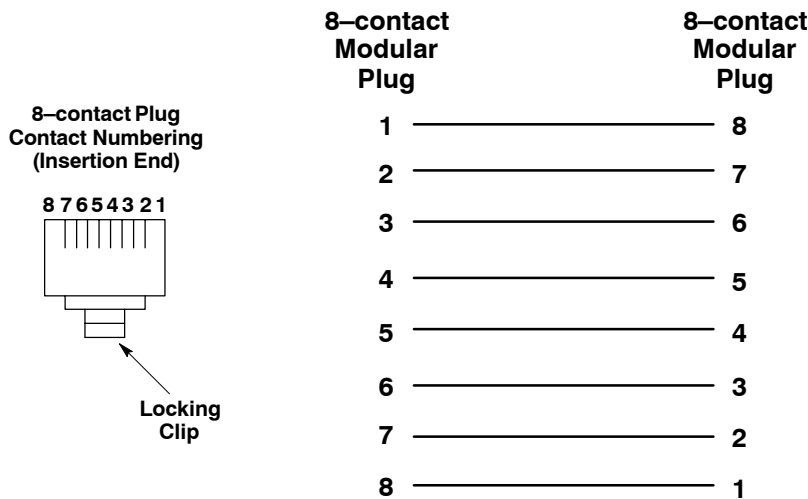 8–contact Plug
Contact Numbering
(Insertion End)
8 7 6 5 4 3 2 1
Locking
Clip
8–contact
Modular
Plug
8–contact
Modular
Plug
1 8
2 7
3 6
4 5
5 4
6 3
7 2
8 1